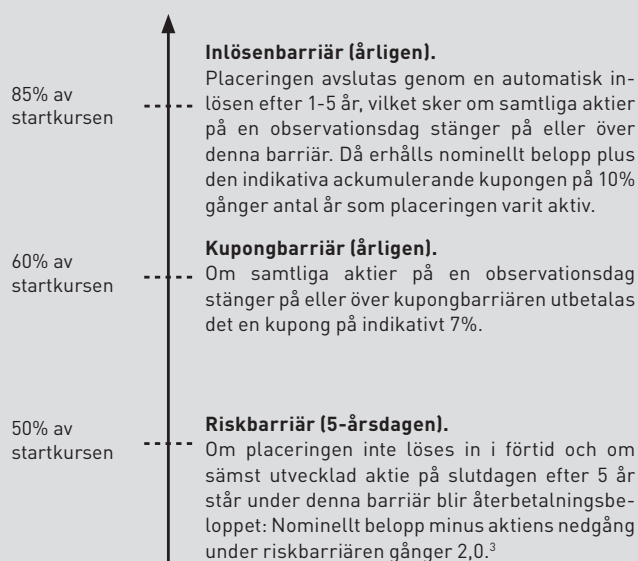 Inlösenbarriär (årligen).
85% av
startkursen
Placeringen avslutas genom en automatisk in-
lösen efter 1-5 år, vilket sker om samtliga aktier
på en observationsdag stänger på eller över
denna barriär. Då erhålls nominellt belopp plus
den indikativa ackumulerande kupongen på 10%
gånger antal år som placeringen varit aktiv.
60% av
startkursen
Kupongbarriär (årligen).
Om samtliga aktier på en observationsdag
stänger på eller över kupongbarriären utbetalas
det en kupong på indikativt 7%.
50% av
startkursen
Riskbarriär (5-årsdagen).
Om placeringen inte löses in i förtid och om
sämst utvecklad aktie på slutdagen efter 5 år
står under denna barriär blir återbetalningsbe-
loppet: Nominellt belopp minus aktiens nedgång
under riskbarriären gånger 2,0.³